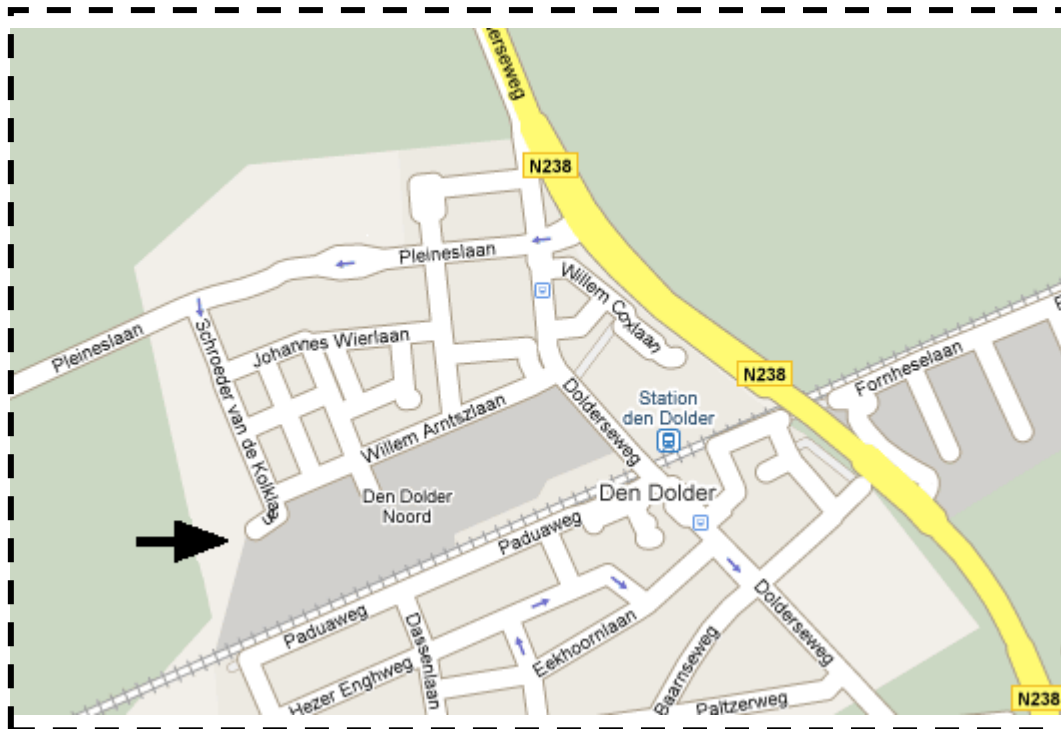 erseweg
N238
Pleineslaan
Willem Coxlaan
Pleineslaan
Johannes Wierlaan
Schroeder van de Kolklaan
N238
Fornheselaan
Station
den Dolder
Dolderseweg
Willem Arntszlaan
Den Dolder
Noord
Den Dolder
Paduaweg
Paduaweg
Dassenlaan
Hezer Enghweg
Eekhoornlaan
Dolderseweg
Baarnseweg
Paltzerweg
N238